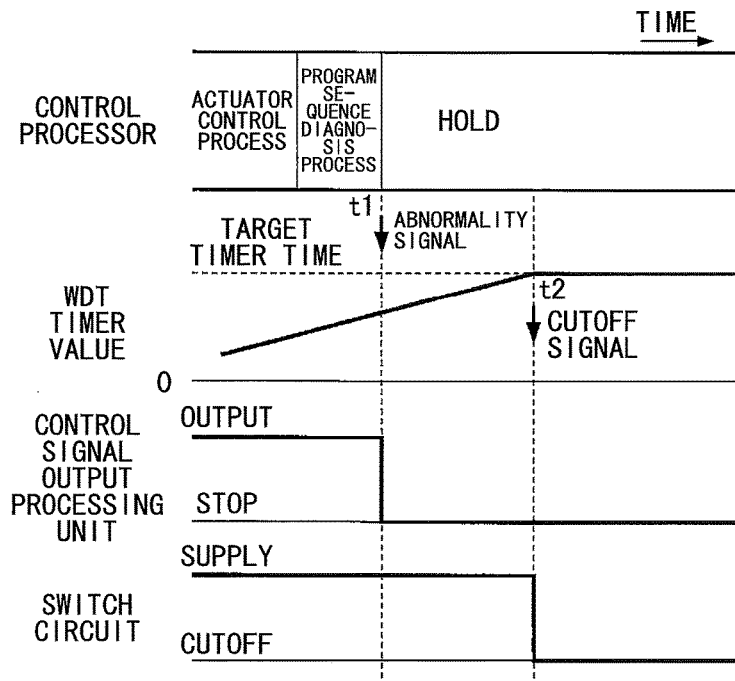 TIME
CONTROL
PROCESSOR
ACTUATOR
CONTROL
PROCESS
PROGRAM
SE-
QUENCE
DIAGNO-
SIS
PROCESS
HOLD
t1
ABNORMALITY
SIGNAL
TARGET
TIMER TIME
WDT
TIMER
VALUE
t2
CUTOFF
SIGNAL
0
CONTROL
SIGNAL
OUTPUT
PROCESSING
UNIT
OUTPUT
STOP
SWITCH
CIRCUIT
SUPPLY
CUTOFF